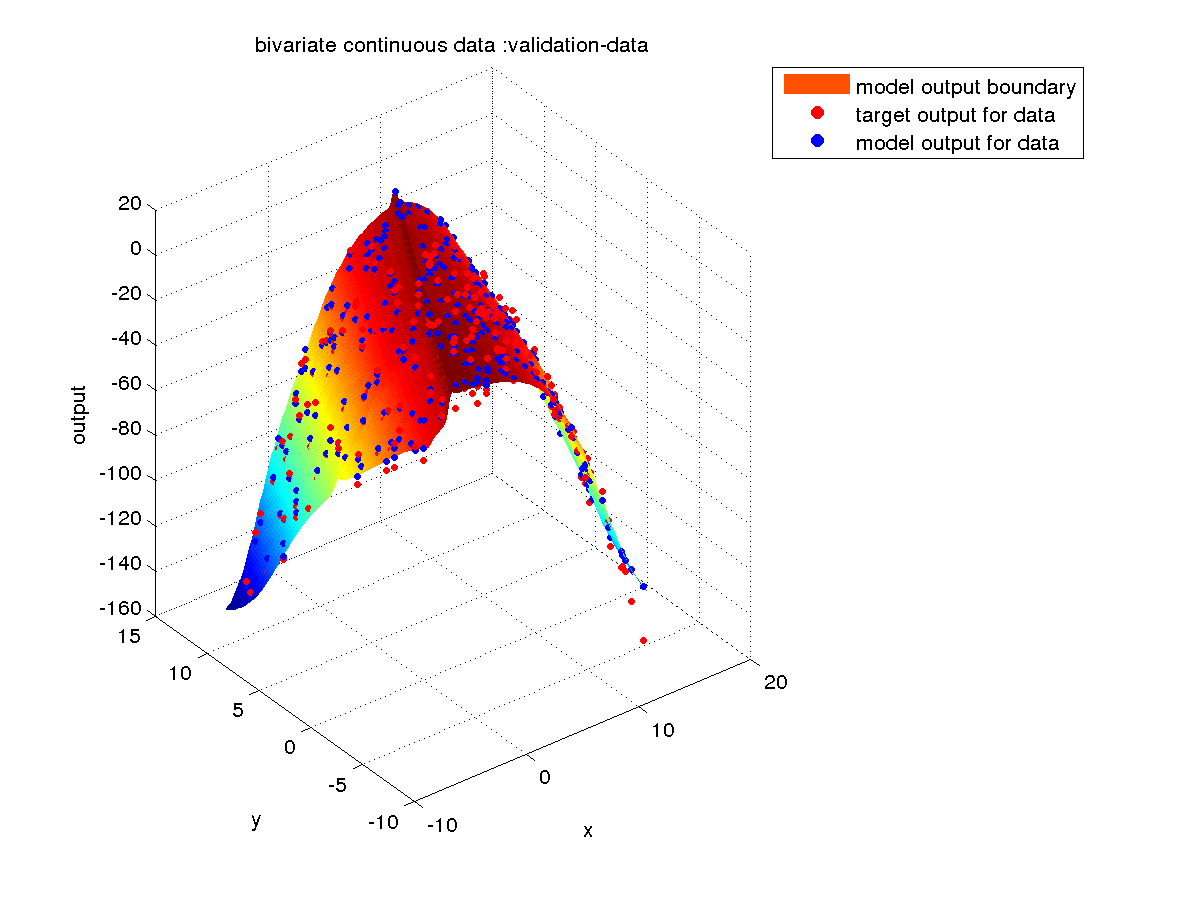 bivariate continuous data :validation-data
model output boundary
target output for data
model output for data
20
0
-20
-40
-60
-80
-100
-120
-140
-160
output
15
10
5
0
-5
-10
y
-10
0
10
20
x